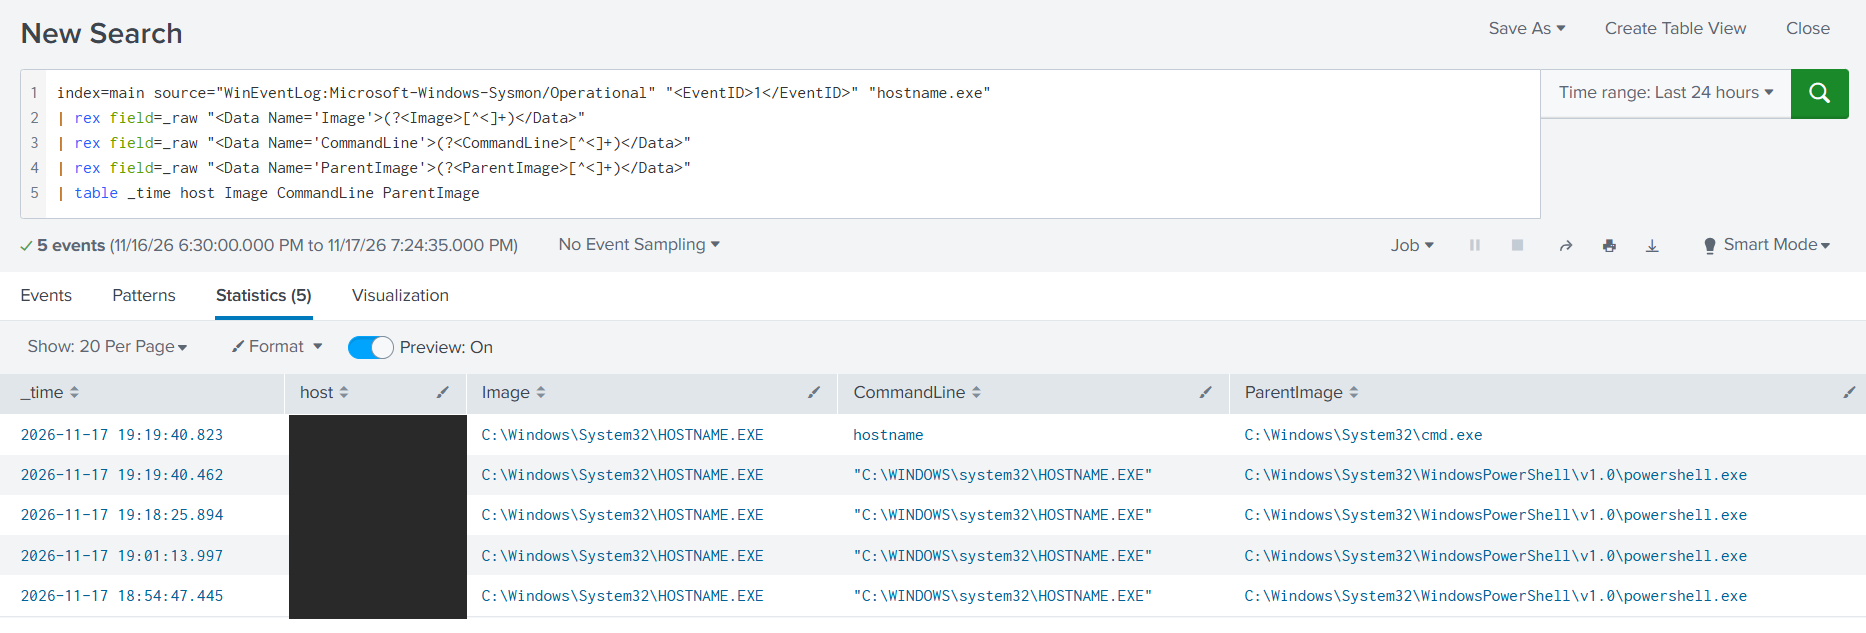 New Search
Save As Create Table View Close
1 index=main source="WinEventLog:Microsoft-Windows-Sysmon/Operational" "<EventID>1</EventID>" "hostname.exe"
2 | rex field=_raw "<Data Name='Image'>(?<Image>[^<]+)</Data>"
3 | rex field=_raw "<Data Name='CommandLine'>(?<CommandLine>[^<]+)</Data>"
4 | rex field=_raw "<Data Name='ParentImage'>(?<ParentImage>[^<]+)</Data>"
5 | table _time host Image CommandLine ParentImage
Time range: Last 24 hours
5 events (11/16/26 6:30:00.000 PM to 11/17/26 7:24:35.000 PM) No Event Sampling Job Smart Mode
Events Patterns Statistics (5) Visualization
Show: 20 Per Page Format Preview: On
_time host Image CommandLine ParentImage
2026-11-17 19:19:40.823 C:\Windows\System32\HOSTNAME.EXE hostname C:\Windows\System32\cmd.exe
2026-11-17 19:19:40.462 C:\Windows\System32\HOSTNAME.EXE "C:\WINDOWS\system32\HOSTNAME.EXE" C:\Windows\System32\WindowsPowerShell\v1.0\powershell.exe
2026-11-17 19:18:25.894 C:\Windows\System32\HOSTNAME.EXE "C:\WINDOWS\system32\HOSTNAME.EXE" C:\Windows\System32\WindowsPowerShell\v1.0\powershell.exe
2026-11-17 19:01:13.997 C:\Windows\System32\HOSTNAME.EXE "C:\WINDOWS\system32\HOSTNAME.EXE" C:\Windows\System32\WindowsPowerShell\v1.0\powershell.exe
2026-11-17 18:54:47.445 C:\Windows\System32\HOSTNAME.EXE "C:\WINDOWS\system32\HOSTNAME.EXE" C:\Windows\System32\WindowsPowerShell\v1.0\powershell.exe